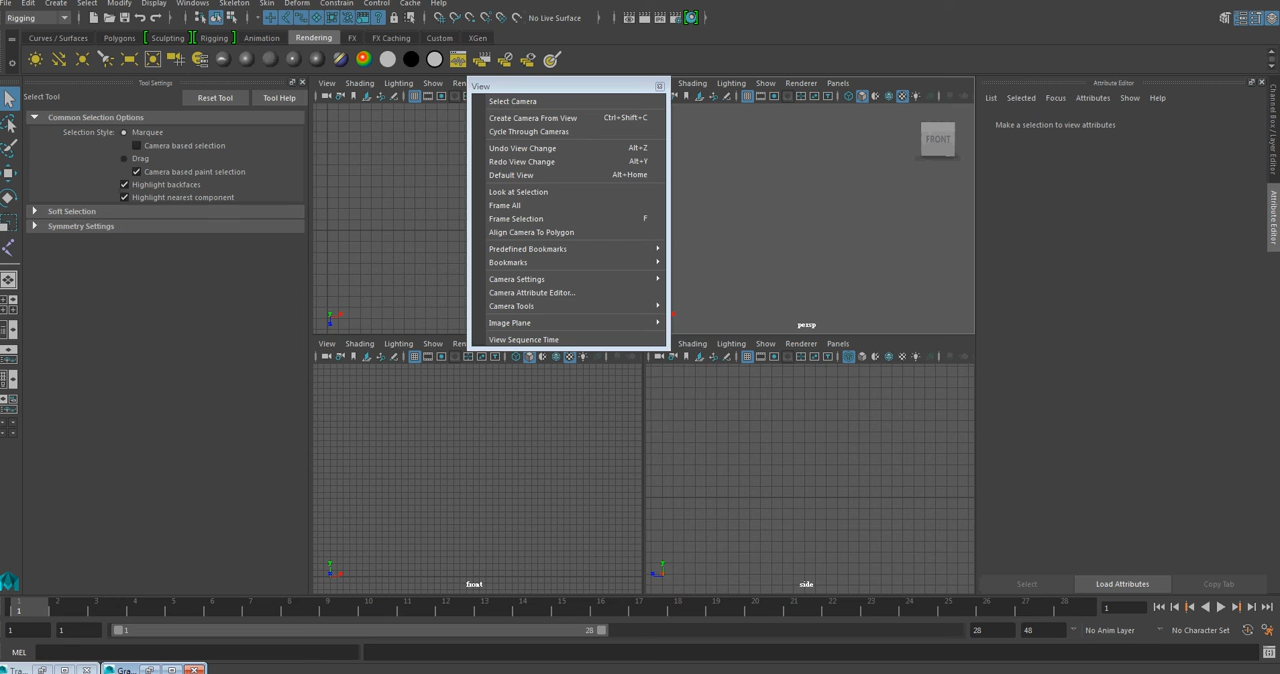 File Edit Create Select Modify Display Windows Skeleton Skin Deform Constrain Control Cache Help
Rigging No Live Surface
Curves / Surfaces Polygons Sculpting Rigging Animation Rendering FX FX Caching Custom XGen
Tool Settings
Select Tool Reset Tool Tool Help
Common Selection Options
Selection Style: Marquee
Camera based selection
Drag
Camera based paint selection
Highlight backfaces
Highlight nearest component
Soft Selection
Symmetry Settings
View Shading Lighting Show
View
Select Camera
Create Camera From View Ctrl+Shift+C
Cycle Through Cameras
Undo View Change Alt+Z
Redo View Change Alt+Y
Default View Alt+Home
Look at Selection
Frame All
Frame Selection F
Align Camera To Polygon
Predefined Bookmarks
Bookmarks
Camera Settings
Camera Attribute Editor...
Camera Tools
Image Plane
View Sequence Time
Shading Lighting Show Renderer Panels
FRONT
persp
View Shading Lighting
front
Shading Lighting Show Renderer Panels
side
Attribute Editor
List Selected Focus Attributes Show Help
Make a selection to view attributes
Channel Box / Layer Editor
Attribute Editor
Select Load Attributes Copy Tab
1 2 3 4 5 6 7 8 9 10 11 12 13 14 15 16 17 18 19 20 21 22 23 24 25 26 27 28
1 1
1 1 1 28 28 48 No Anim Layer No Character Set
MEL
Tra... Gra...